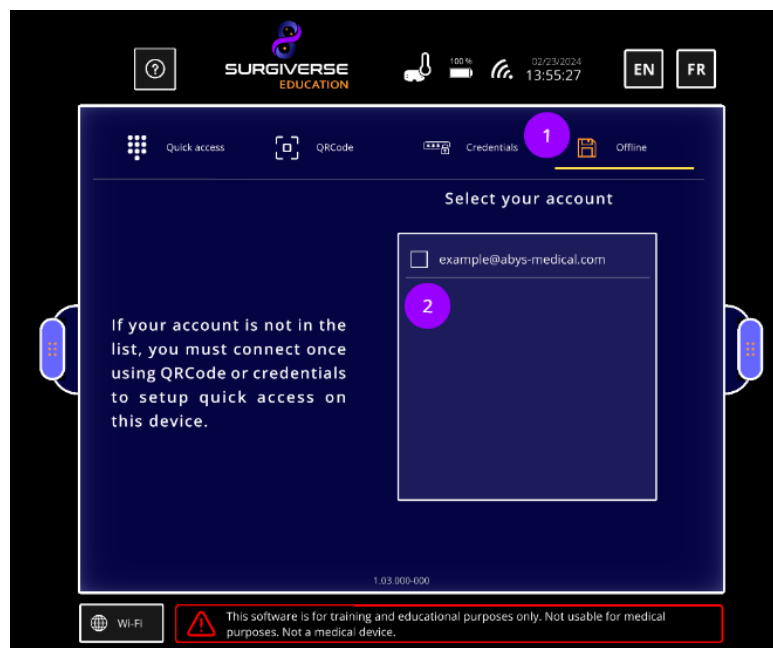 ?
SURGIVERSE
EDUCATION
100 %
02/23/2024
13:55:27
EN
FR
Quick access
QRCode
Credentials
1
Offline
Select your account
example@abys-medical.com
2
If your account is not in the
list, you must connect once
using QRCode or credentials
to setup quick access on
this device.
1.03.000-000
Wi-Fi
This software is for training and educational purposes only. Not usable for medical
purposes. Not a medical device.